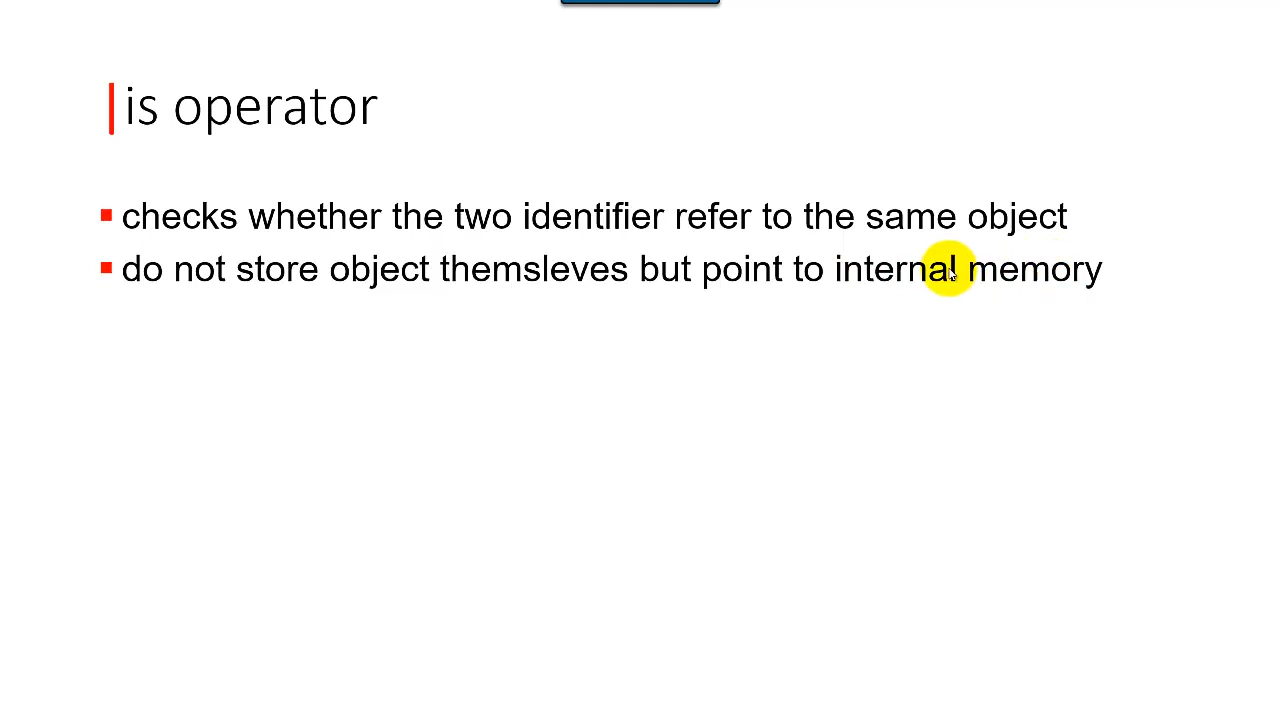 is operator
checks whether the two identifier refer to the same object
do not store object themsleves but point to internal memory